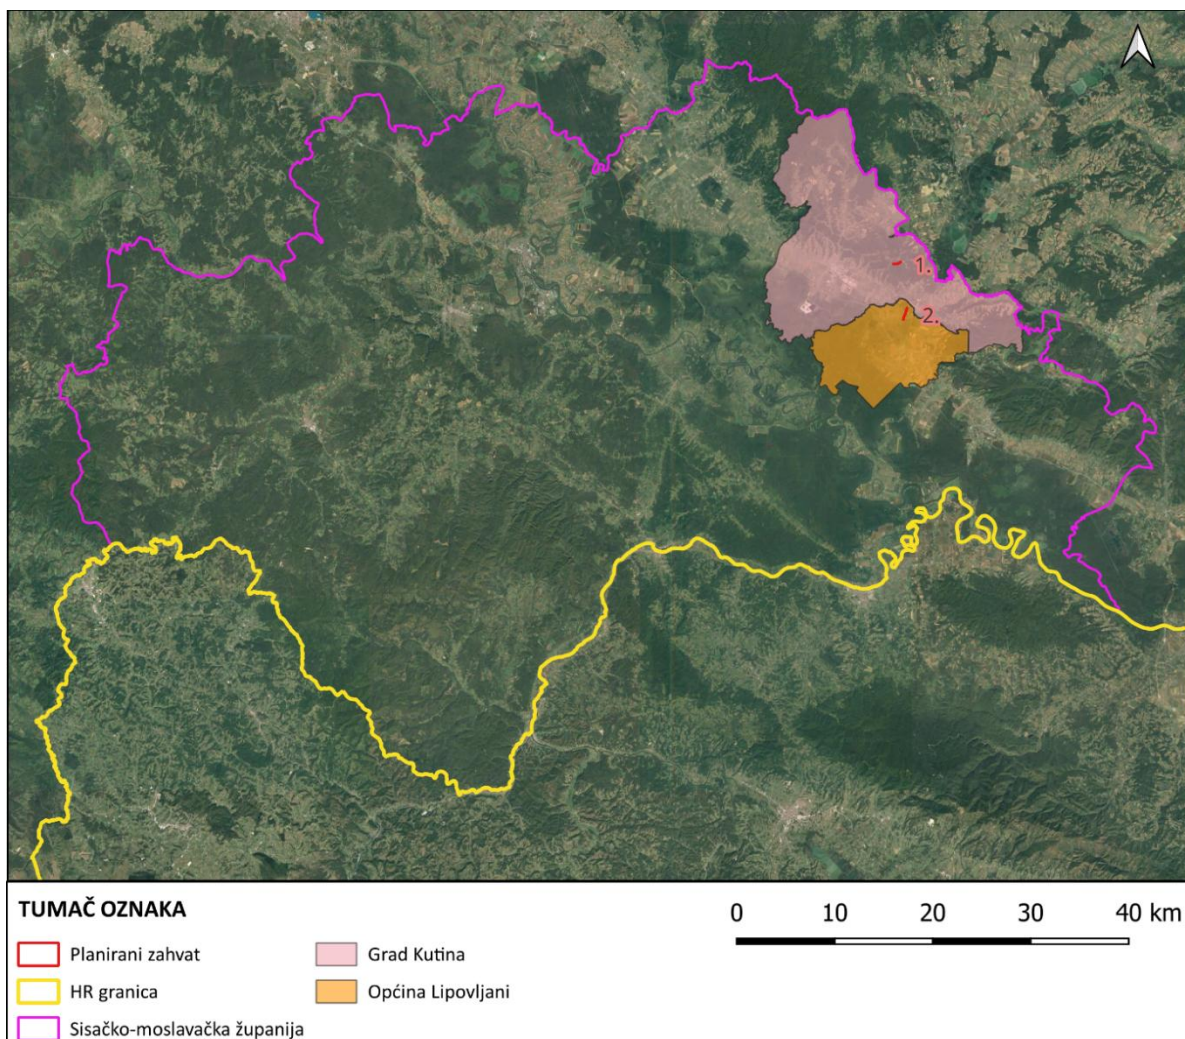 1.
2.
TUMAČ OZNAKA
Planirani zahvat
HR granica
Sisačko-moslavačka županija
Grad Kutina
Općina Lipovljani
0 10 20 30 40 km